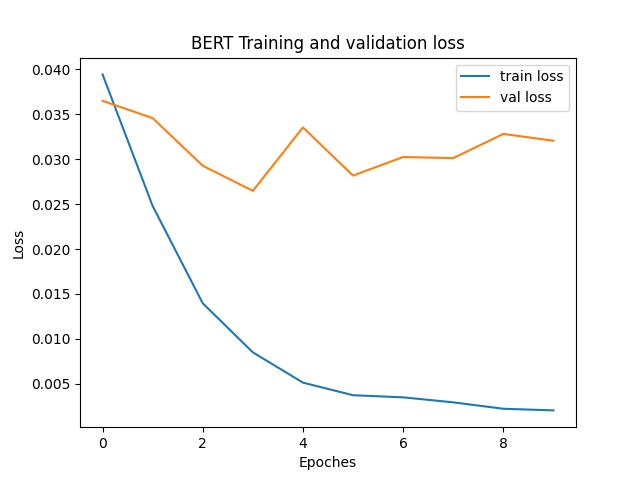 BERT Training and validation loss
train loss
val loss
0.040
0.035
0.030
0.025
0.020
0.015
0.010
0.005
Loss
0 2 4 6 8
Epoches